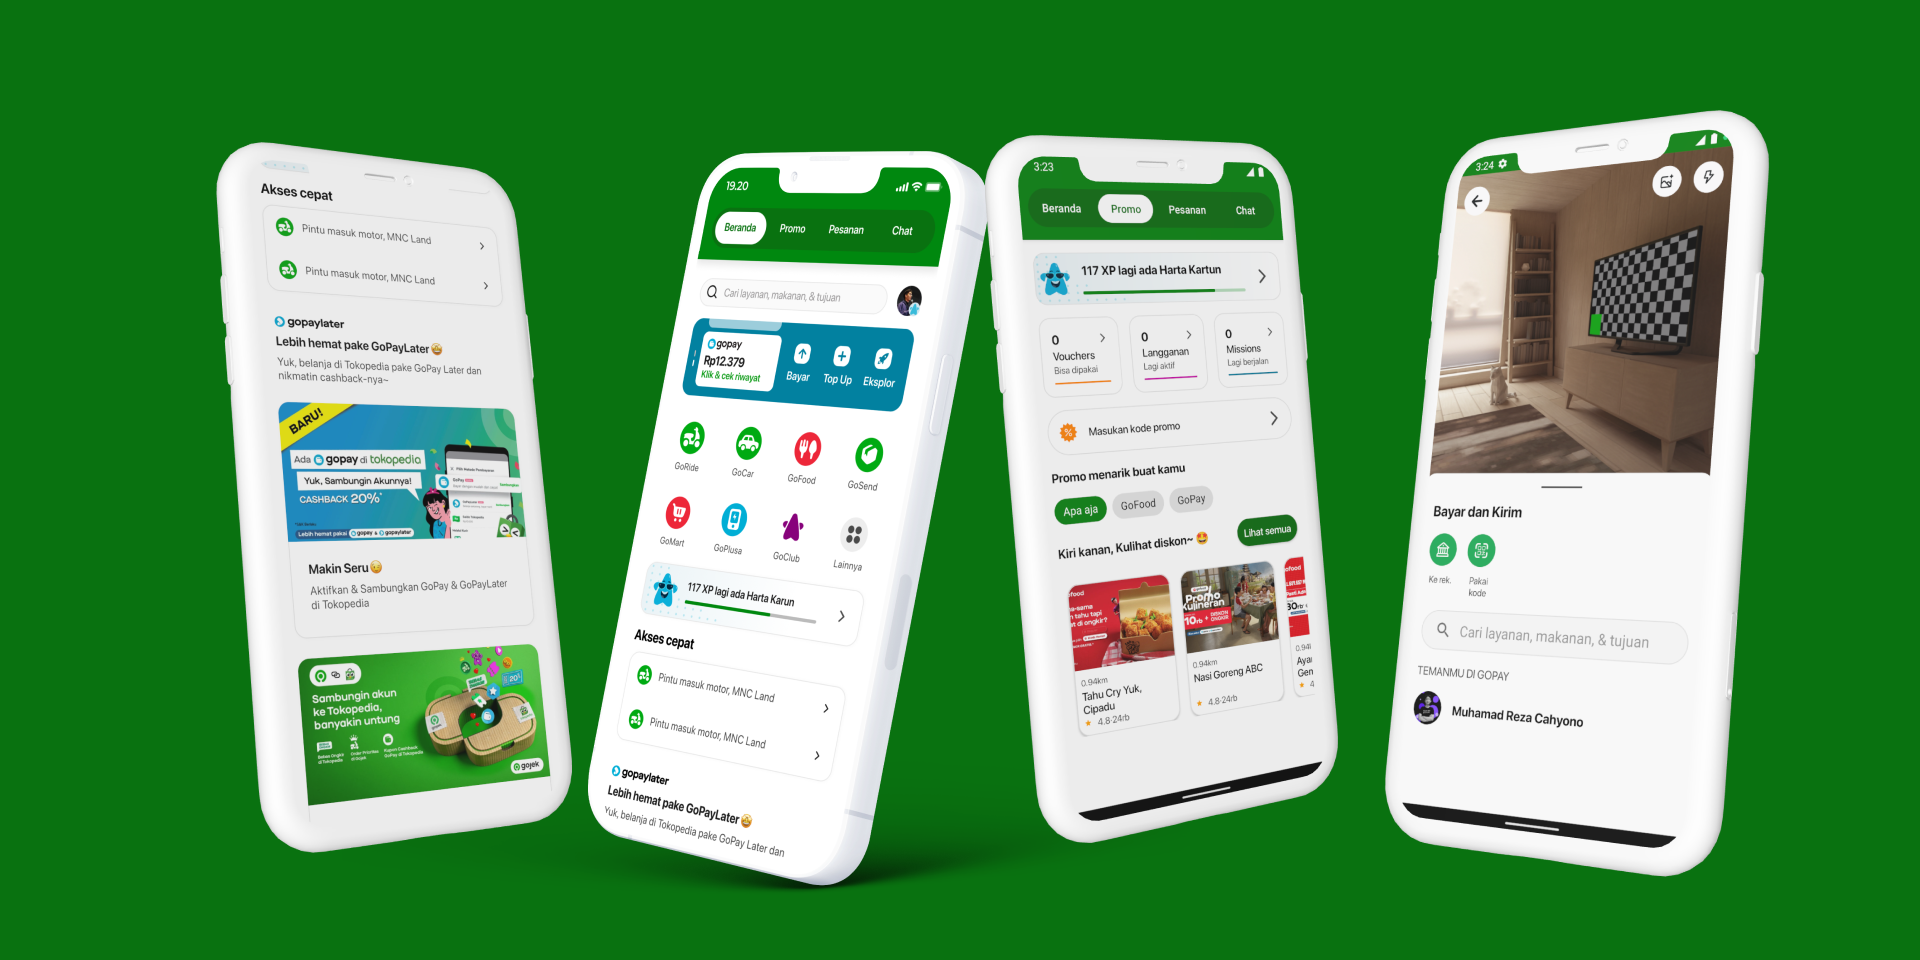 Akses cepat
Pintu masuk motor, MNC Land
Pintu masuk motor, MNC Land
gopaylater
Lebih hemat pake GoPayLater
Yuk, belanja di Tokopedia pake GoPay Later dan
nikmatin cashback-nya~
BARU!
Ada gopay di tokopedia
Yuk, Sambungin Akunnya!
CASHBACK 20%*
Lebih hemat pakai gopay & gopaylater
Makin Seru
Aktifkan & Sambungkan GoPay & GoPayLater
di Tokopedia
Sambungin akun
ke Tokopedia,
banyakin untung
gojek
19.20
Beranda
Promo
Pesanan
Chat
Cari layanan, makanan, & tujuan
gopay
Rp12.379
Klik & cek riwayat
Bayar
Top Up
Eksplor
GoRide
GoCar
GoFood
GoSend
GoMart
GoPlusa
GoClub
Lainnya
117 XP lagi ada Harta Karun
Akses cepat
Pintu masuk motor, MNC Land
Pintu masuk motor, MNC Land
gopaylater
Lebih hemat pake GoPayLater
Yuk, belanja di Tokopedia pake GoPay Later dan
3:23
Beranda
Promo
Pesanan
Chat
117 XP lagi ada Harta Kartun
0
Vouchers
Bisa dipakai
0
Langganan
Lagi aktif
0
Missions
Lagi berjalan
Masukan kode promo
Promo menarik buat kamu
Apa aja
GoFood
GoPay
Kiri kanan, Kulihat diskon~
Lihat semua
Promo
Kulineran
10rb + DISKON ONGKIR
0.94km
Tahu Cry Yuk,
Cipadu
4.8·24rb
0.94km
Nasi Goreng ABC
4.8·24rb
3:24
Bayar dan Kirim
Ke rek.
Pakai
kode
Cari layanan, makanan, & tujuan
TEMANMU DI GOPAY
Muhamad Reza Cahyono